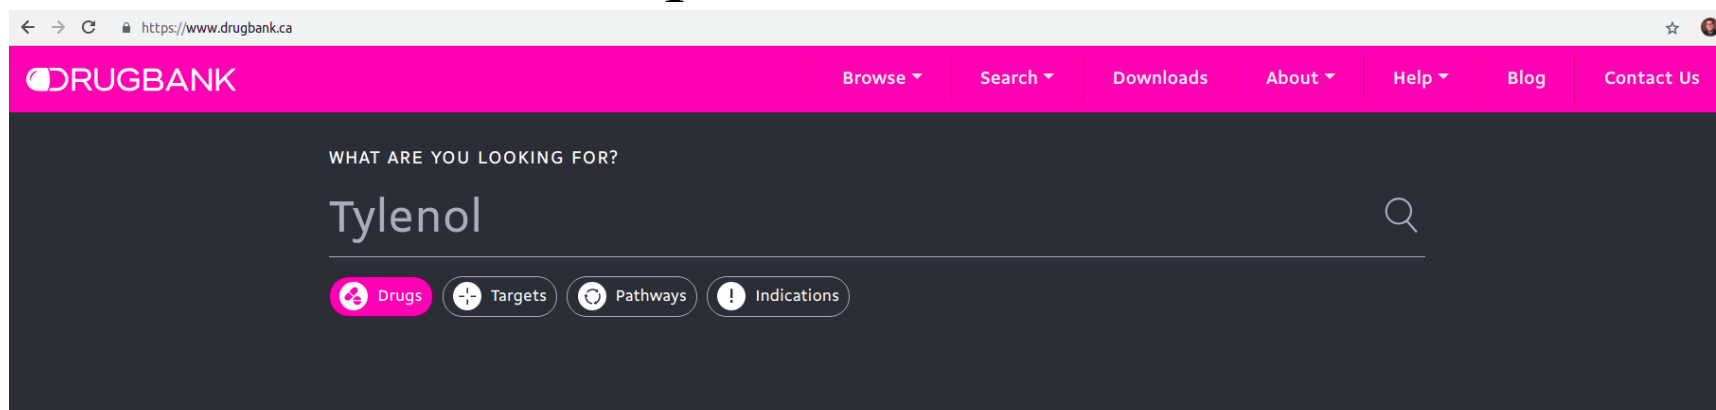 https://www.drugbank.ca
DRUGBANK Browse Search Downloads About Help Blog Contact Us
WHAT ARE YOU LOOKING FOR?
Tylenol
Drugs Targets Pathways Indications